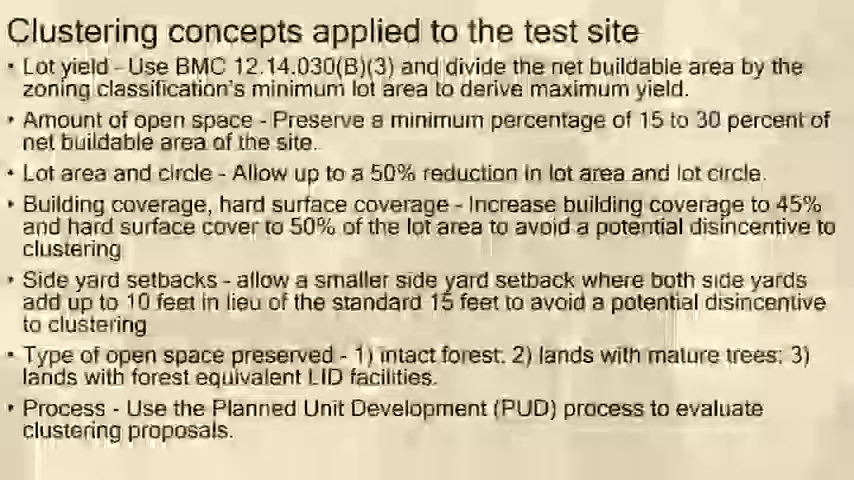 Clustering concepts applied to the test site
• Lot yield - Use BMC 12.14.030(B)(3) and divide the net buildable area by the
zoning classification's minimum lot area to derive maximum yield.
• Amount of open space - Preserve a minimum percentage of 15 to 30 percent of
net buildable area of the site.
• Lot area and circle - Allow up to a 50% reduction in lot area and lot circle.
• Building coverage, hard surface coverage - Increase building coverage to 45%
and hard surface cover to 50% of the lot area to avoid a potential disincentive to
clustering
• Side yard setbacks - allow a smaller side yard setback where both side yards
add up to 10 feet in lieu of the standard 15 feet to avoid a potential disincentive
to clustering
• Type of open space preserved - 1) intact forest; 2) lands with mature trees; 3)
lands with forest equivalent LID facilities.
• Process - Use the Planned Unit Development (PUD) process to evaluate
clustering proposals.